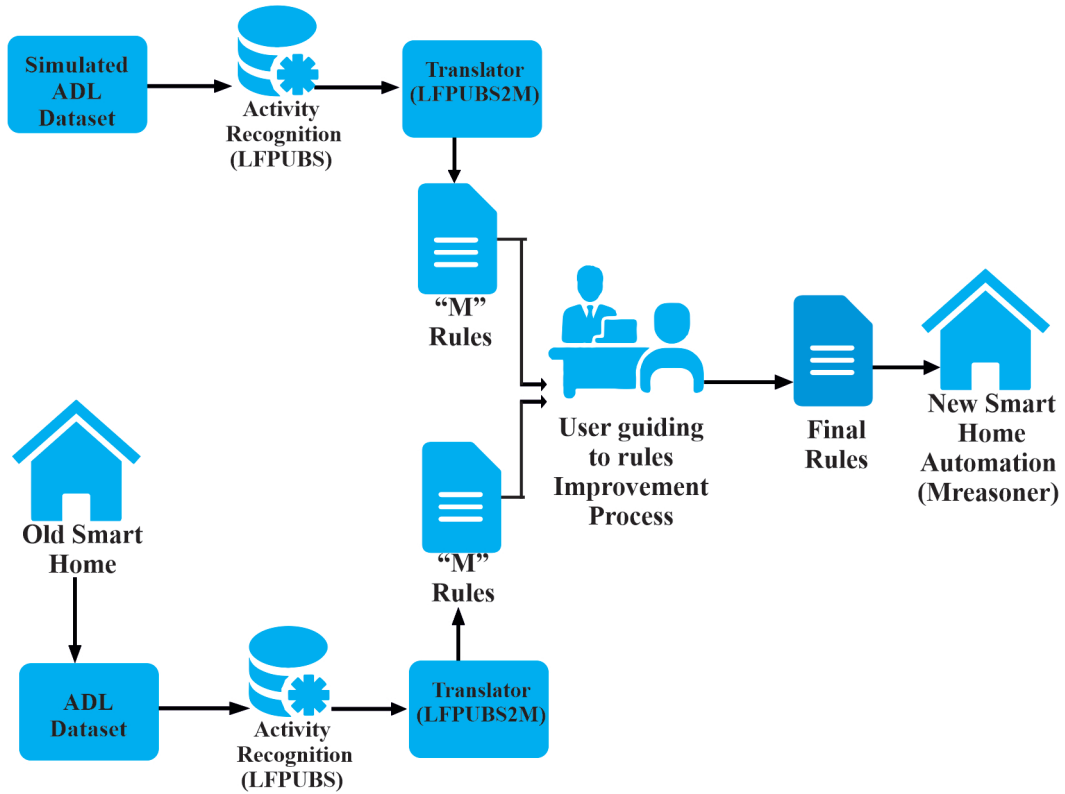 Simulated
ADL
Dataset
Activity
Recognition
(LFPUBS)
Translator
(LFPUBS2M)
“M”
Rules
Old Smart
Home
ADL
Dataset
Activity
Recognition
(LFPUBS)
Translator
(LFPUBS2M)
“M”
Rules
User guiding
to rules
Improvement
Process
Final
Rules
New Smart
Home
Automation
(Mreasoner)